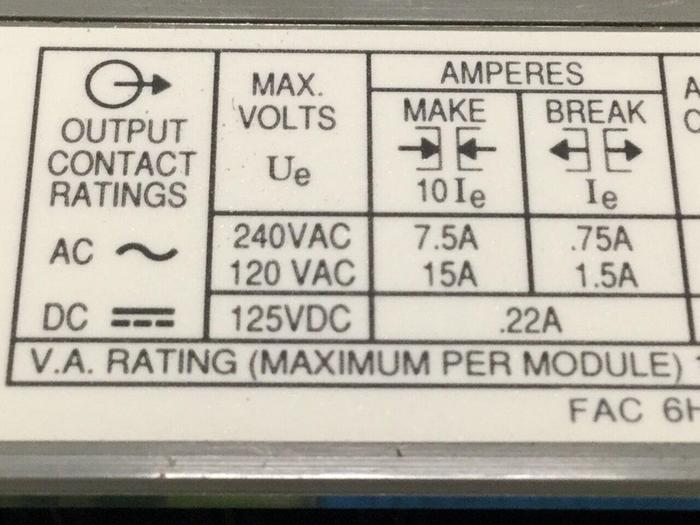 OUTPUT
CONTACT
RATINGS
MAX.
VOLTS
Ue
AMPERES
MAKE
10 Ie
BREAK
Ie
AC 240VAC 7.5A .75A
120 VAC 15A 1.5A
DC 125VDC .22A
V.A. RATING (MAXIMUM PER MODULE)
FAC 6H